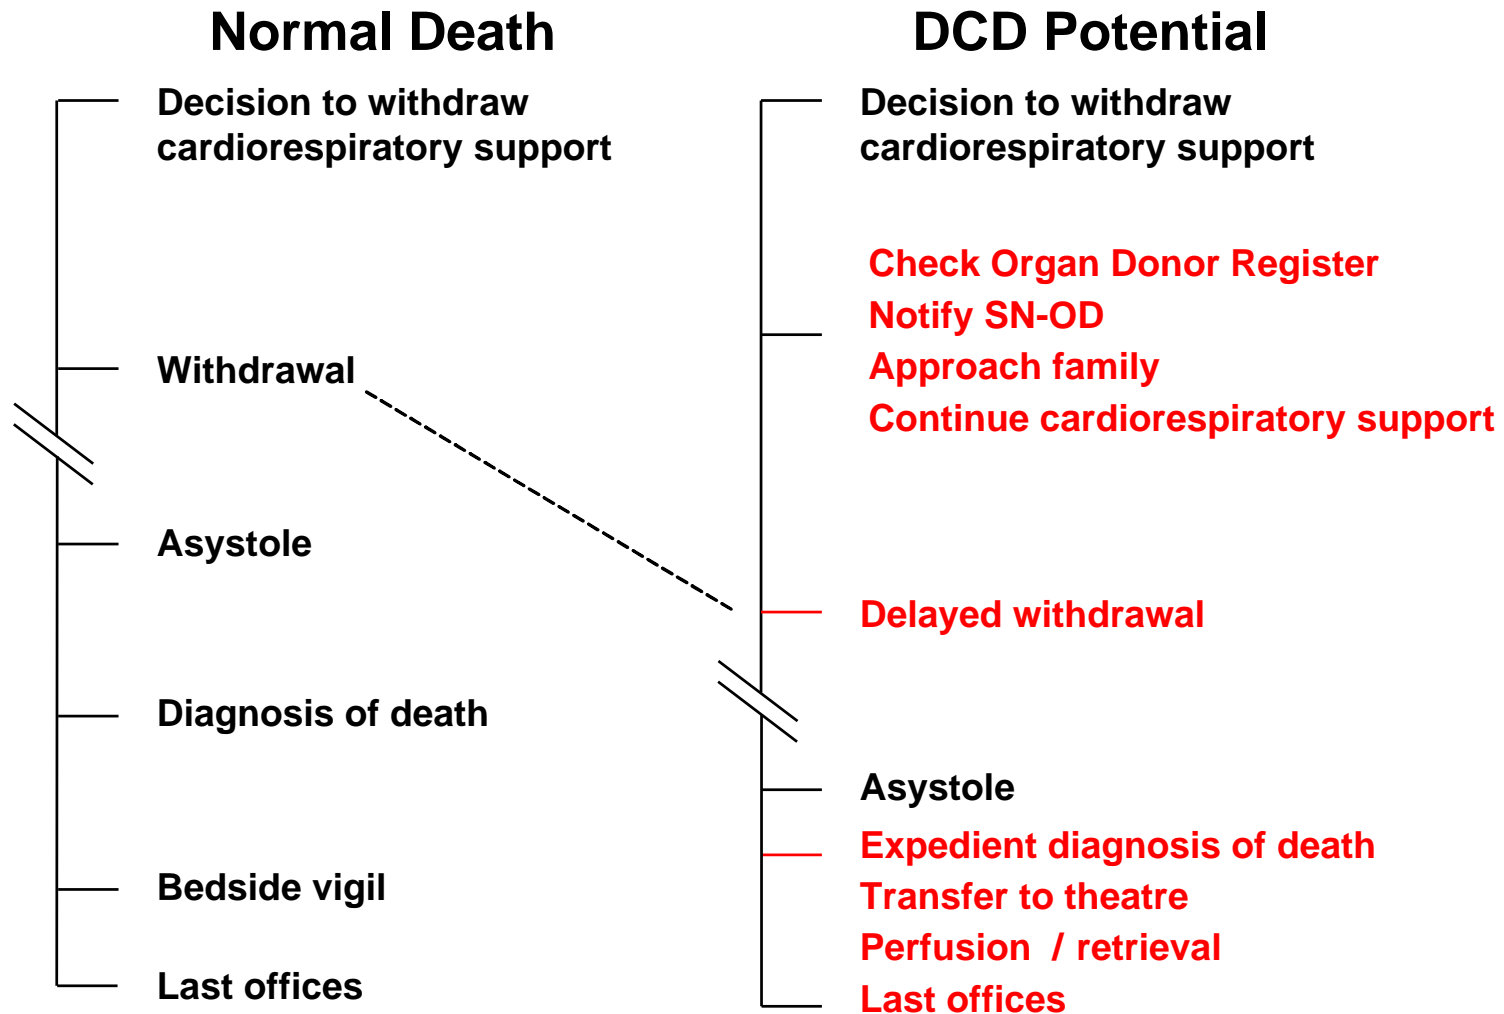 Normal Death
Decision to withdraw
cardiorespiratory support
Withdrawal
Asystole
Diagnosis of death
Bedside vigil
Last offices
DCD Potential
Decision to withdraw
cardiorespiratory support
Check Organ Donor Register
Notify SN-OD
Approach family
Continue cardiorespiratory support
Delayed withdrawal
Asystole
Expedient diagnosis of death
Transfer to theatre
Perfusion / retrieval
Last offices